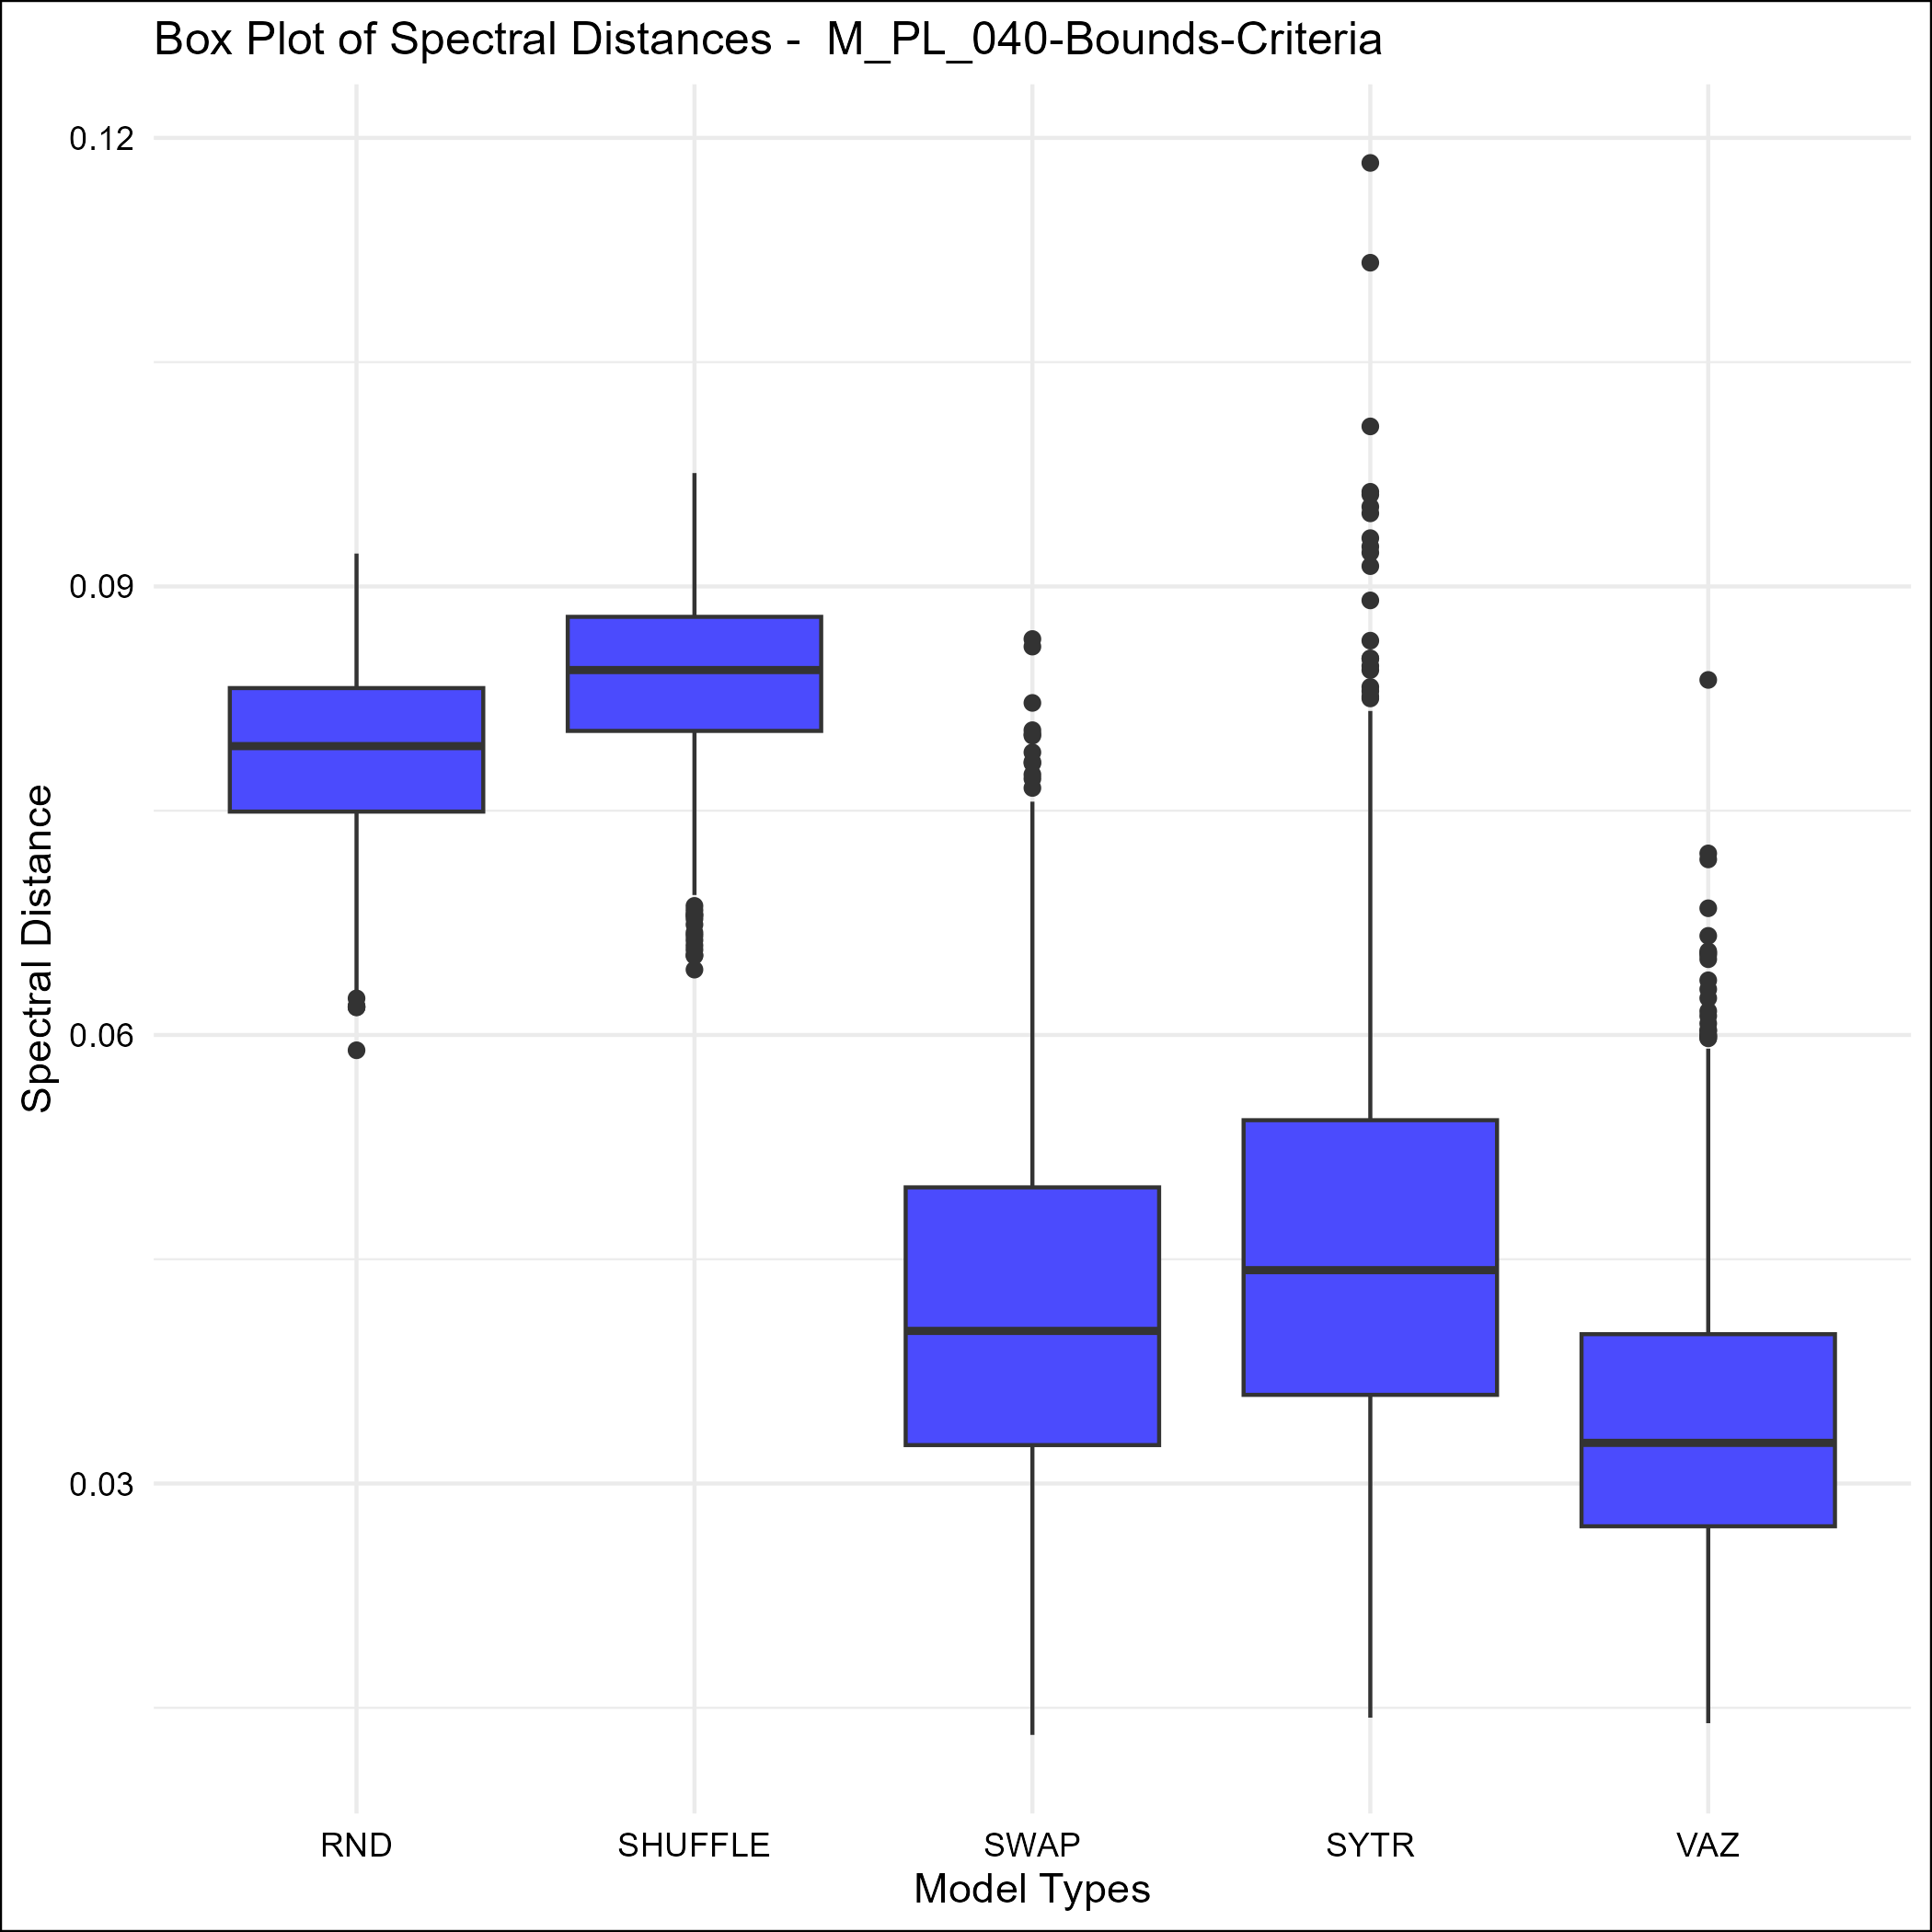 Box Plot of Spectral Distances -  M_PL_040-Bounds-Criteria
Spectral Distance
0.12
0.09
0.06
0.03
RND SHUFFLE SWAP SYTR VAZ
Model Types